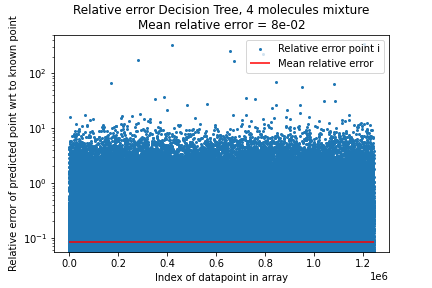 Relative error Decision Tree, 4 molecules mixture
Mean relative error = 8e-02
Relative error of predicted point wrt to known point
10²
10¹
10⁰
10⁻¹
Relative error point i
Mean relative error
0.0 0.2 0.4 0.6 0.8 1.0 1.2
1e6
Index of datapoint in array